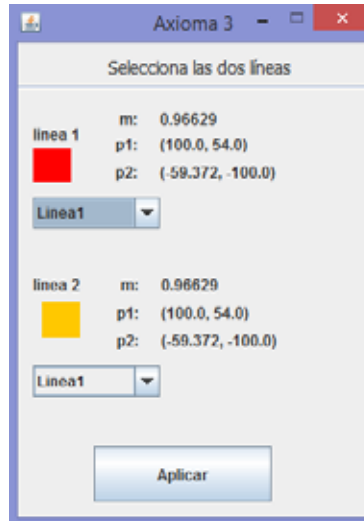 Axioma 3
Selecciona las dos líneas
linea 1
m: 0.96629
p1: (100.0, 54.0)
p2: (-59.372, -100.0)
Linea1
linea 2
m: 0.96629
p1: (100.0, 54.0)
p2: (-59.372, -100.0)
Linea1
Aplicar